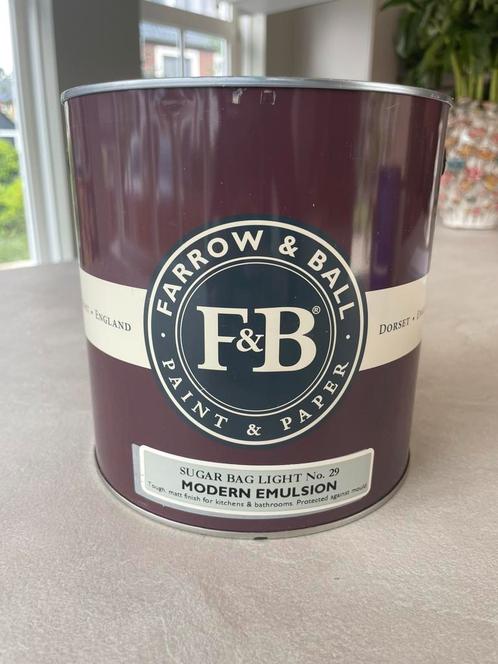 FARROW & BALL
F&B®
PAINT & PAPER
ENGLAND
DORSET •
SUGAR BAG LIGHT No. 29
MODERN EMULSION
Tough, matt finish for kitchens & bathrooms. Protected against mould